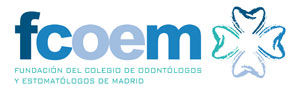 fcoem
FUNDACIÓN DEL COLEGIO DE ODONTÓLOGOS
Y ESTOMATÓLOGOS DE MADRID